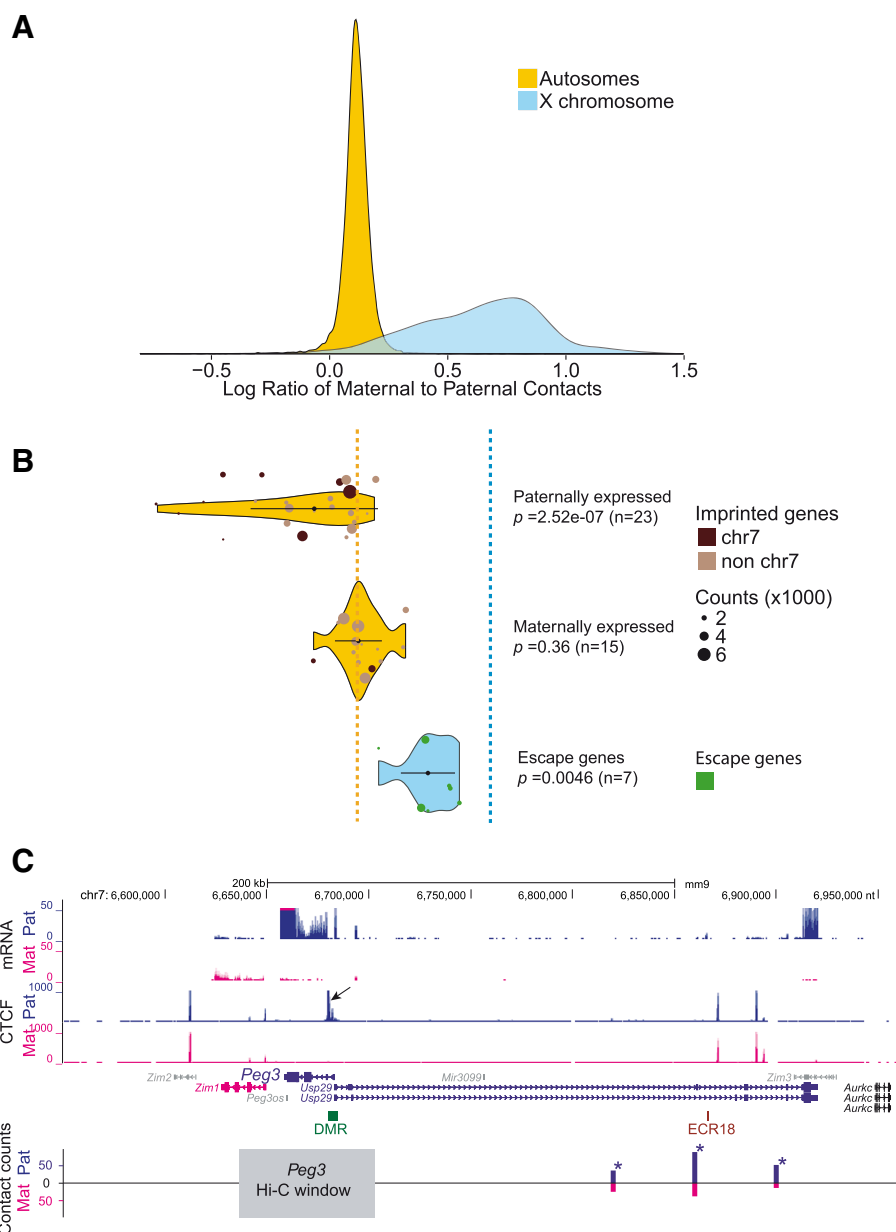 A
Autosomes
X chromosome
−0.5 0.0 0.5 1.0 1.5
Log Ratio of Maternal to Paternal Contacts
B
Paternally expressed
p =2.52e-07 (n=23)
Maternally expressed
p =0.36 (n=15)
Escape genes
p =0.0046 (n=7)
Imprinted genes
chr7
non chr7
Counts (x1000)
2
4
6
Escape genes
C
200 kb mm9
chr7: 6,600,000 6,650,000 6,700,000 6,750,000 6,800,000 6,850,000 6,900,000 6,950,000 nt
mRNA
Pat
50
0
Mat
50
0
CTCF
Pat
1000
0
Mat
1000
0
Zim2 Peg3 Mir3099 Zim3
Zim1 Usp29 Aurkc
Peg3os Usp29 Aurkc
Aurkc
DMR ECR18
Contact counts
Pat
Mat
50
0
50
Peg3
Hi-C window
* * *